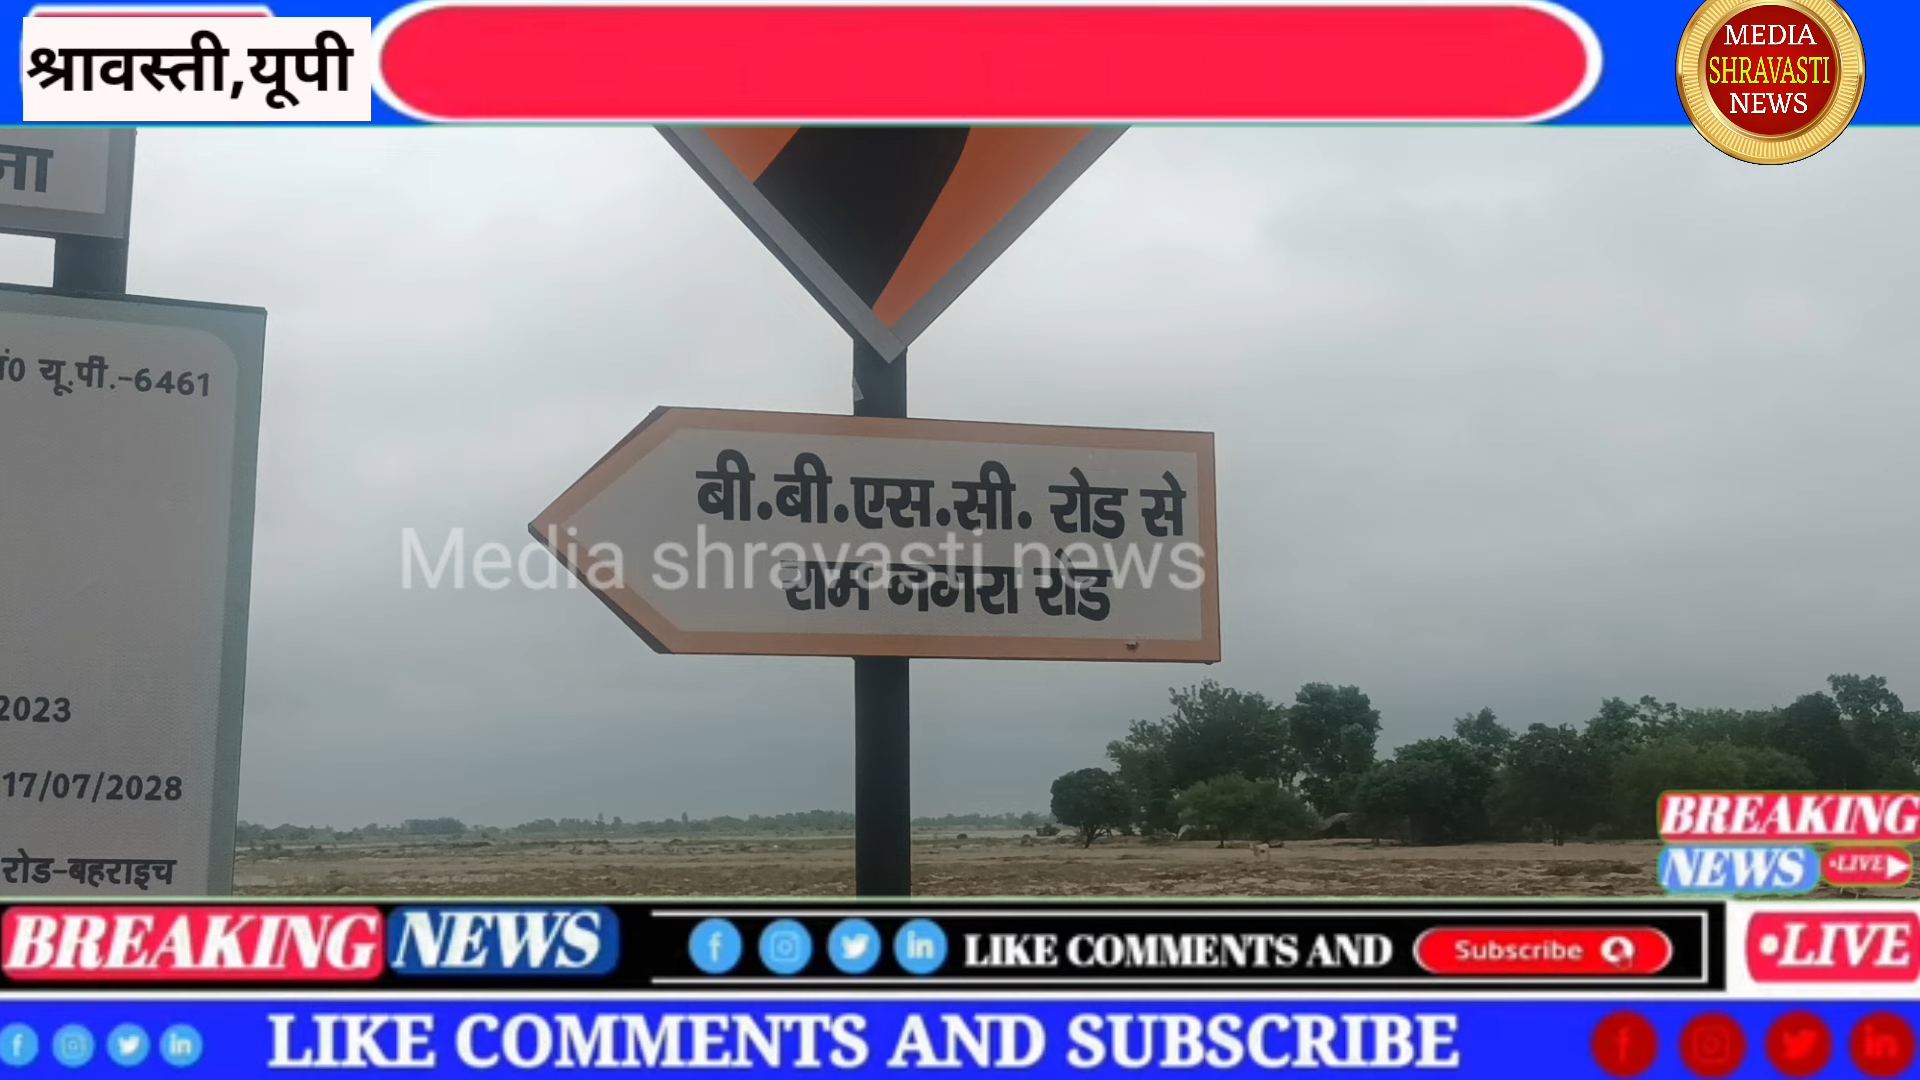 श्रावस्ती,यूपी
MEDIA
SHRAVASTI
NEWS
ना
सं0 यू.पी.-6461
बी.बी.एस.सी. रोड से
राम नगरा रोड
Media shravasti news
2023
17/07/2028
रोड-बहराइच
BREAKING
NEWS •LIVE
BREAKING NEWS
LIKE COMMENTS AND Subscribe
•LIVE
LIKE COMMENTS AND SUBSCRIBE